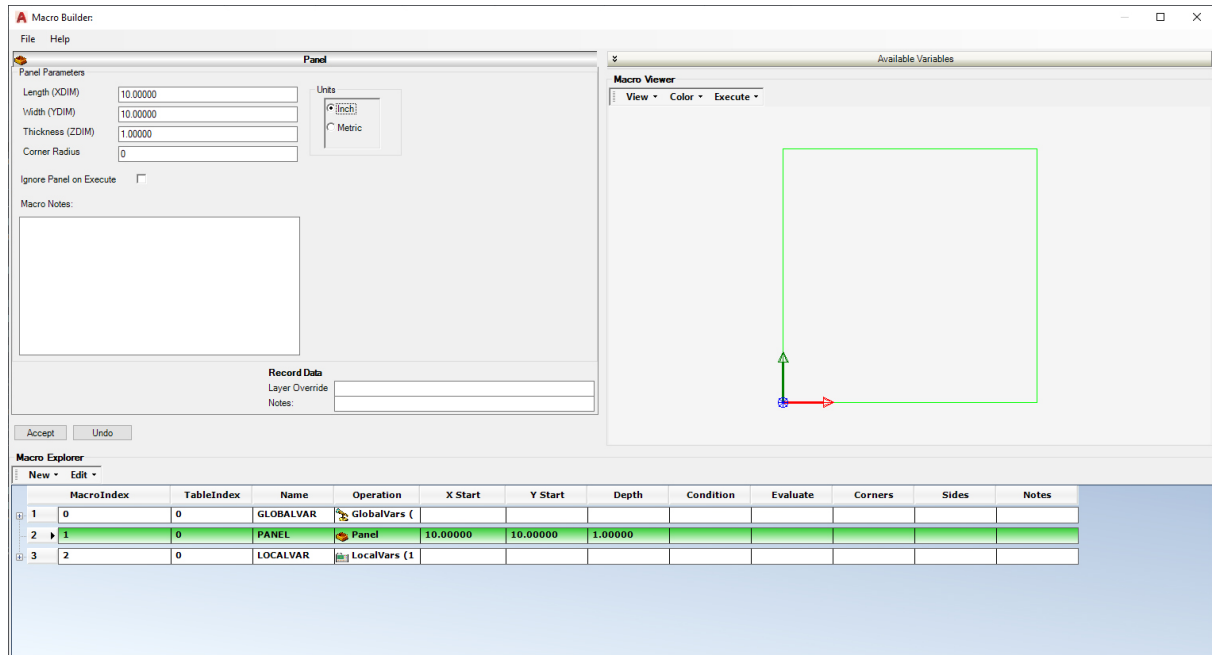 Macro Builder:
File Help
Panel
Available Variables
Panel Parameters
Length (XDIM) 10.00000
Width (YDIM) 10.00000
Thickness (ZDIM) 1.00000
Corner Radius 0
Units
Inch
Metric
Ignore Panel on Execute
Macro Notes:
Record Data
Layer Override
Notes:
Accept Undo
Macro Viewer
View Color Execute
Macro Explorer
New Edit
MacroIndex TableIndex Name Operation X Start Y Start Depth Condition Evaluate Corners Sides Notes
1 0 0 GLOBALVAR GlobalVars (
2 1 0 PANEL Panel 10.00000 10.00000 1.00000
3 2 0 LOCALVAR LocalVars (1